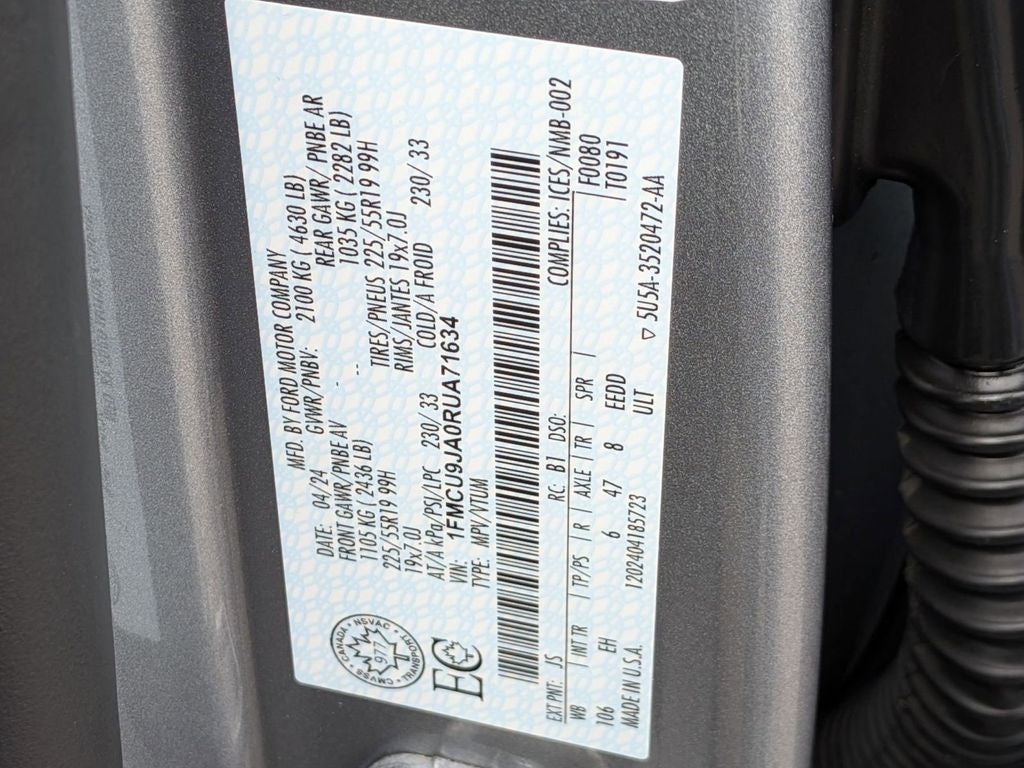 MFD. BY FORD MOTOR COMPANY
DATE: 04/24 GVWR/PNBV: 2100 KG ( 4630 LB)
FRONT GAWR/PNBE AV REAR GAWR/ PNBE AR
1105 KG ( 2436 LB) - 1035 KG ( 2282 LB)
225/55R19 99H -- TIRES/PNEUS 225/55R19 99H
19x7.0J RIMS/JANTES 19x7.0J
AT/A kPa/PSI/LPC 230/ 33 COLD/A FROID 230/ 33
VIN: 1FMCU9JA0RUA71634
TYPE: MPV/VTUM
CANADA • NSVAC • TRANSPORT • CMVSS •
977
EC
COMPLIES: ICES/NMB-002
EXT PNT: JS RC: B1 DSO: F0080
WB | INT TR | TP/PS | R | AXLE | TR | SPR | T0191
106 EH 6 47 8 EEDD
ULT
MADE IN U.S.A. 1202404185723 ▽ 5U5A-3520472-AA